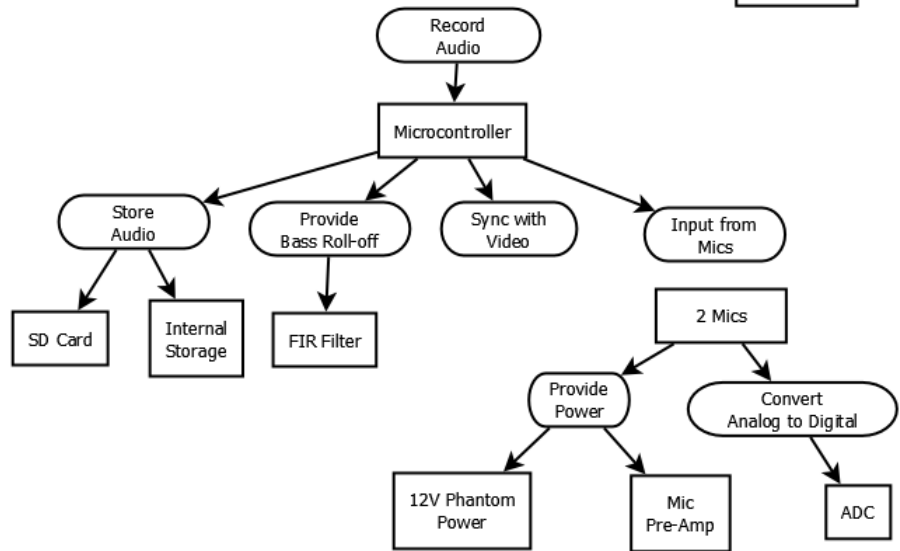 Record
Audio
Microcontroller
Store
Audio
Provide
Bass Roll-off
Sync with
Video
Input from
Mics
SD Card
Internal
Storage
FIR Filter
2 Mics
Provide
Power
Convert
Analog to Digital
12V Phantom
Power
Mic
Pre-Amp
ADC